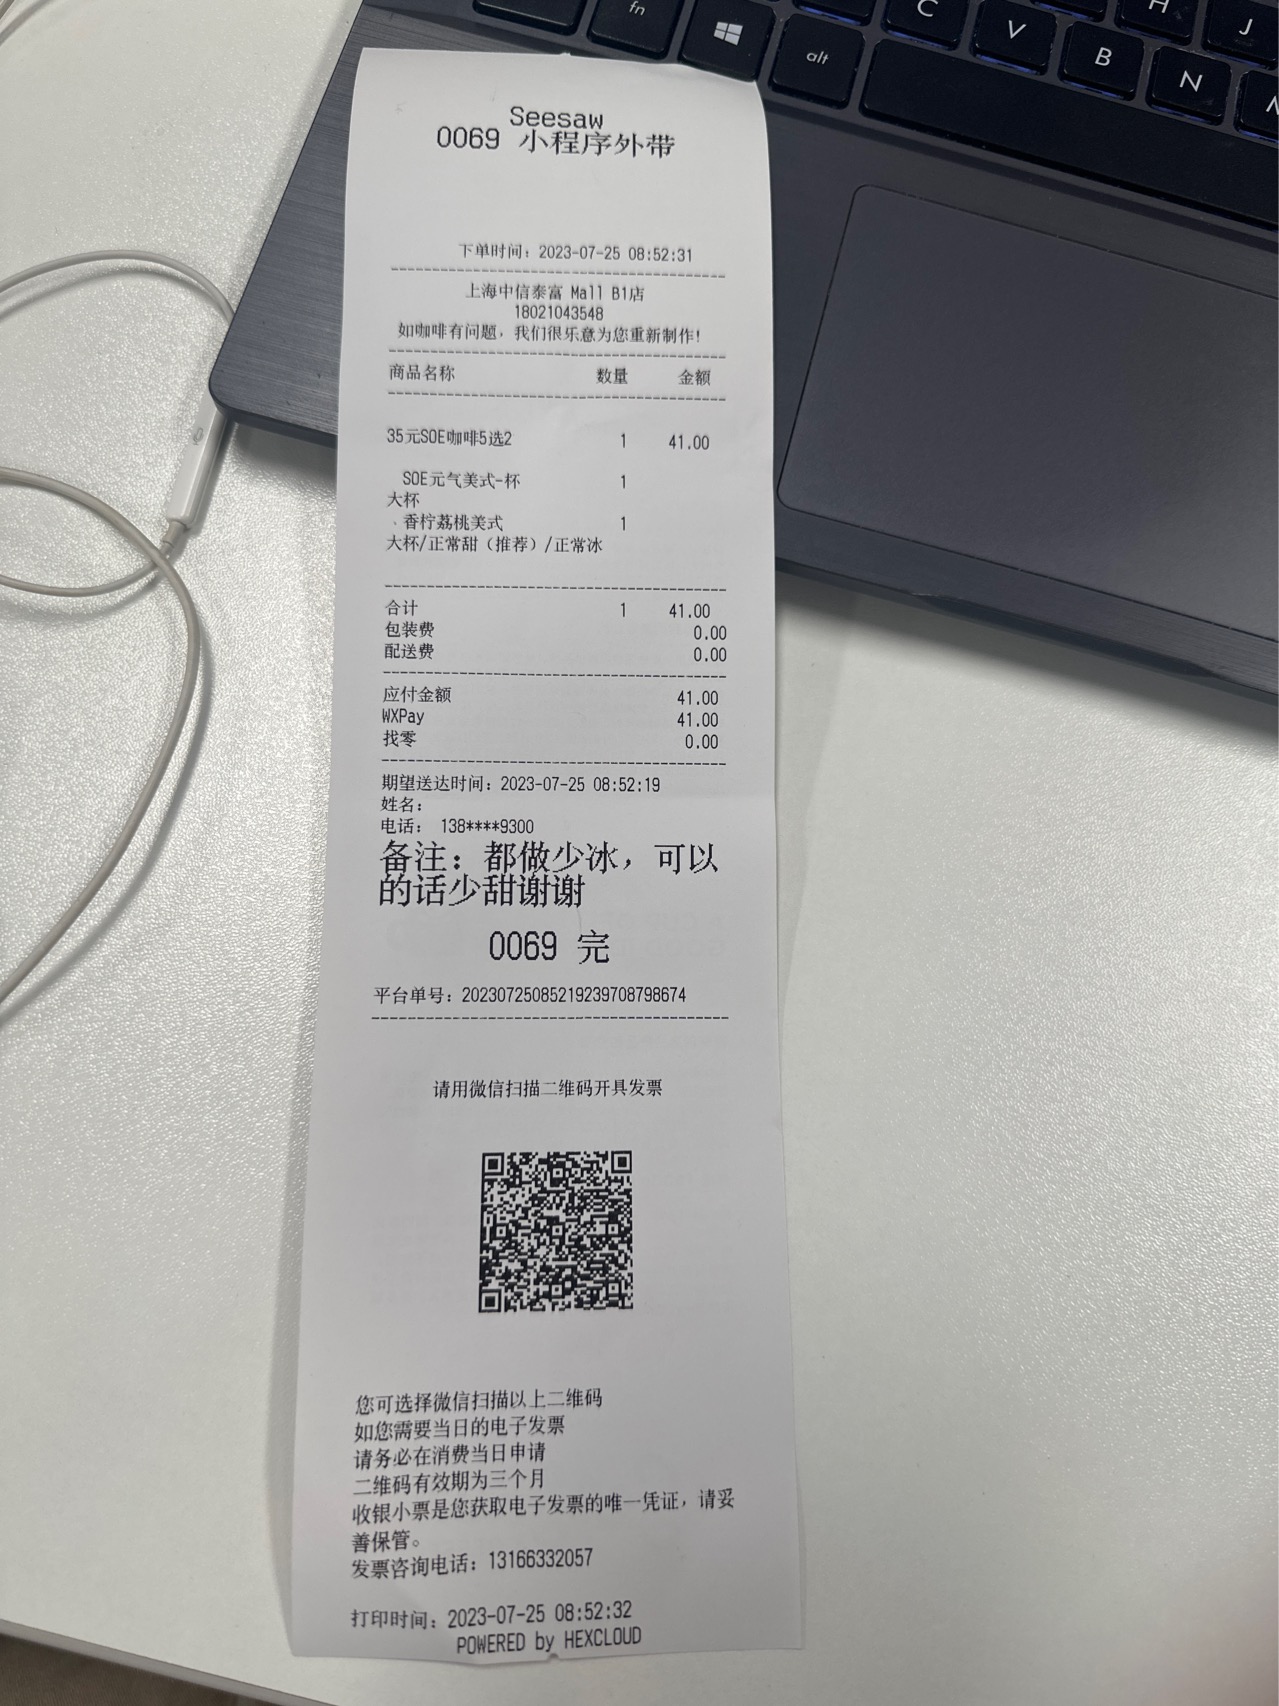 fn
alt
C
V
B
N
H
J
Seesaw
0069 小程序外带
下单时间：2023-07-25 08:52:31
上海中信泰富 Mall B1店
18021043548
如咖啡有问题，我们很乐意为您重新制作！
商品名称 数量 金额
35元SOE咖啡5选2 1 41.00
SOE元气美式-杯 1
大杯
香柠荔桃美式 1
大杯/正常甜（推荐）/正常冰
合计 1 41.00
包装费 0.00
配送费 0.00
应付金额 41.00
WXPay 41.00
找零 0.00
期望送达时间：2023-07-25 08:52:19
姓名：
电话： 138****9300
备注：都做少冰，可以
的话少甜谢谢
0069 完
平台单号：20230725085219239708798674
请用微信扫描二维码开具发票
您可选择微信扫描以上二维码
如您需要当日的电子发票
请务必在消费当日申请
二维码有效期为三个月
收银小票是您获取电子发票的唯一凭证，请妥
善保管。
发票咨询电话：13166332057
打印时间：2023-07-25 08:52:32
POWERED by HEXCLOUD